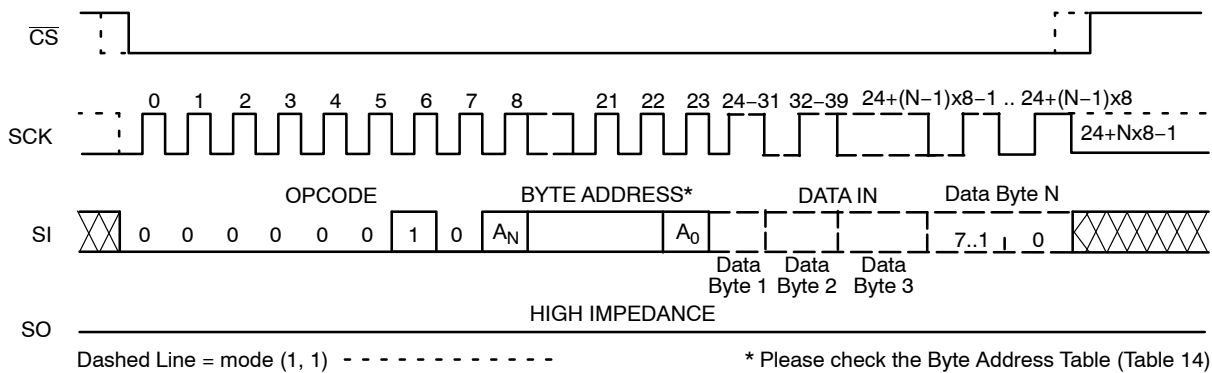 CS
0 1 2 3 4 5 6 7 8 21 22 23 24−31 32−39 24+(N−1)x8−1 .. 24+(N−1)x8
SCK
24+Nx8−1
OPCODE BYTE ADDRESS* DATA IN Data Byte N
SI
0 0 0 0 0 0 1 0 AN A0 7..1 0
Data Byte 1
Data Byte 2
Data Byte 3
HIGH IMPEDANCE
SO
Dashed Line = mode (1, 1)
* Please check the Byte Address Table (Table 14)